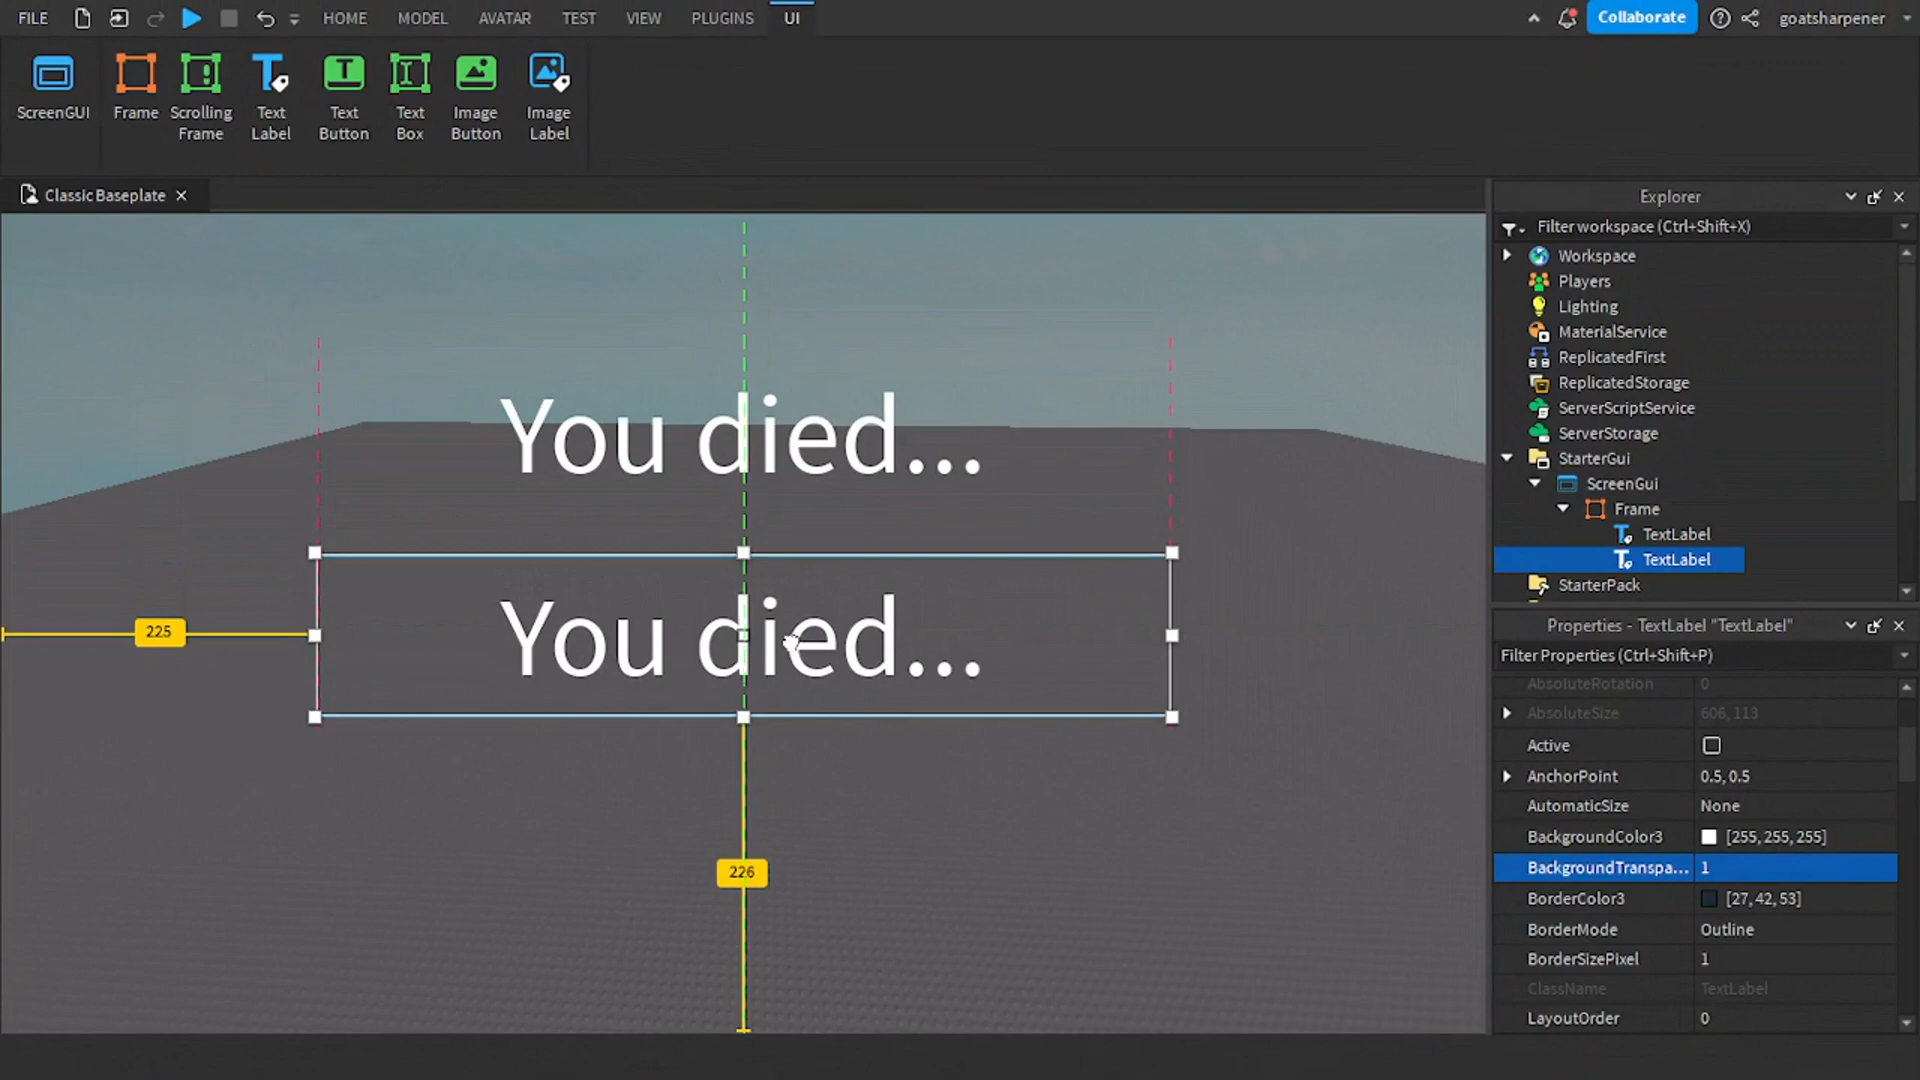 FILE HOME MODEL AVATAR TEST VIEW PLUGINS UI Collaborate goatsharpener
ScreenGUI Frame Scrolling Frame Text Label Text Button Text Box Image Button Image Label
Classic Baseplate
Explorer
Filter workspace (Ctrl+Shift+X)
Workspace
Players
Lighting
MaterialService
ReplicatedFirst
ReplicatedStorage
ServerScriptService
ServerStorage
StarterGui
ScreenGui
Frame
TextLabel
TextLabel
StarterPack
You died...
You died...
225
226
Properties - TextLabel "TextLabel"
Filter Properties (Ctrl+Shift+P)
AbsoluteRotation 0
AbsoluteSize 606, 113
Active
AnchorPoint 0.5, 0.5
AutomaticSize None
BackgroundColor3 [255, 255, 255]
BackgroundTranspa... 1
BorderColor3 [27, 42, 53]
BorderMode Outline
BorderSizePixel 1
ClassName TextLabel
LayoutOrder 0